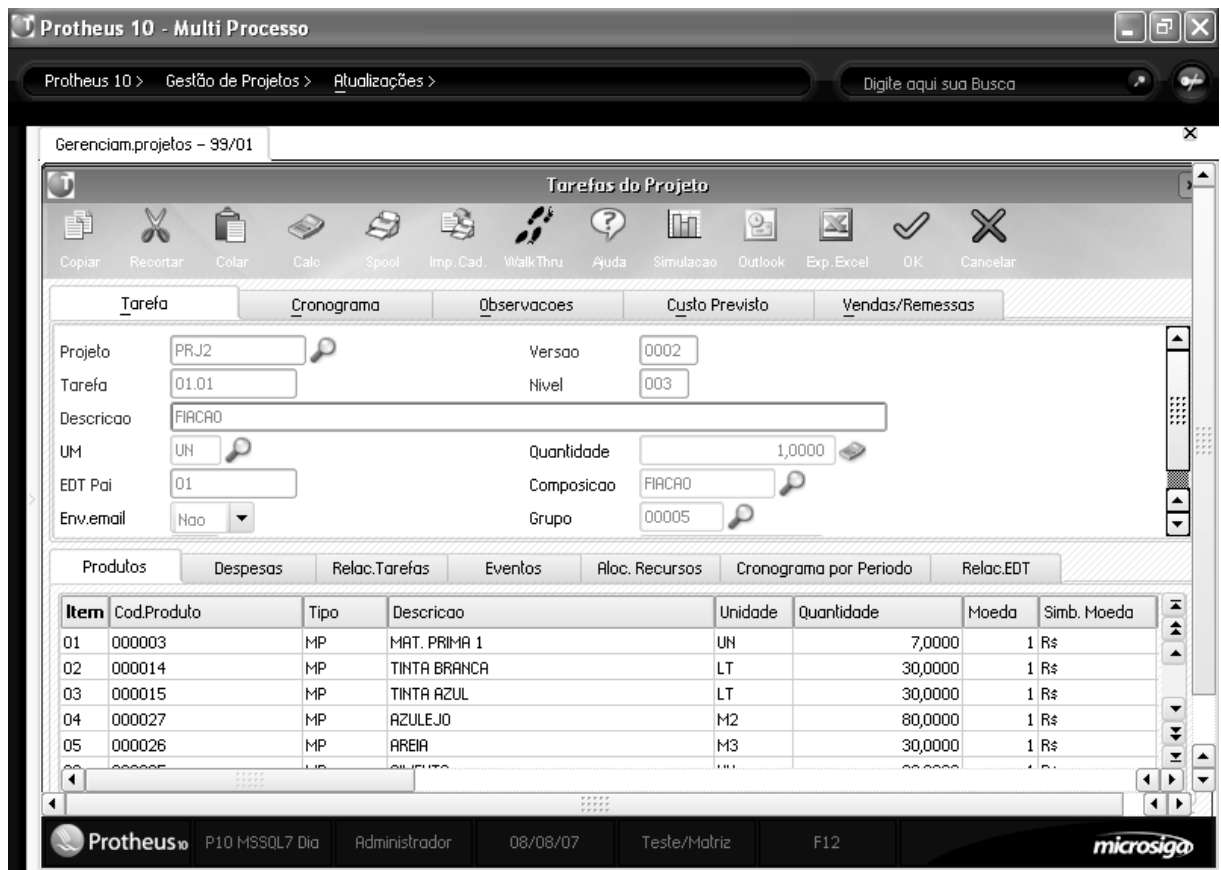 Protheus 10 - Multi Processo
Protheus 10 > Gestão de Projetos > Atualizações >
Digite aqui sua Busca
Gerenciam.projetos – 99/01
Tarefas do Projeto
Copiar Recortar Colar Calc Spool Imp.Cad. WalkThru Ajuda Simulacao Outlook Exp.Excel OK Cancelar
Tarefa Cronograma Observacoes Custo Previsto Vendas/Remessas
Projeto PRJ2 Versao 0002
Tarefa 01.01 Nivel 003
Descricao FIACAO
UM UN Quantidade 1,0000
EDT Pai 01 Composicao FIACAO
Env.email Nao Grupo 00005
Produtos Despesas Relac.Tarefas Eventos Aloc. Recursos Cronograma por Periodo Relac.EDT
Item Cod.Produto Tipo Descricao Unidade Quantidade Moeda Simb. Moeda
01 000003 MP MAT. PRIMA 1 UN 7,0000 1 R$
02 000014 MP TINTA BRANCA LT 30,0000 1 R$
03 000015 MP TINTA AZUL LT 30,0000 1 R$
04 000027 MP AZULEJO M2 80,0000 1 R$
05 000026 MP AREIA M3 30,0000 1 R$
Protheus 10 P10 MSSQL7 Dia Administrador 08/08/07 Teste/Matriz F12 microsiga